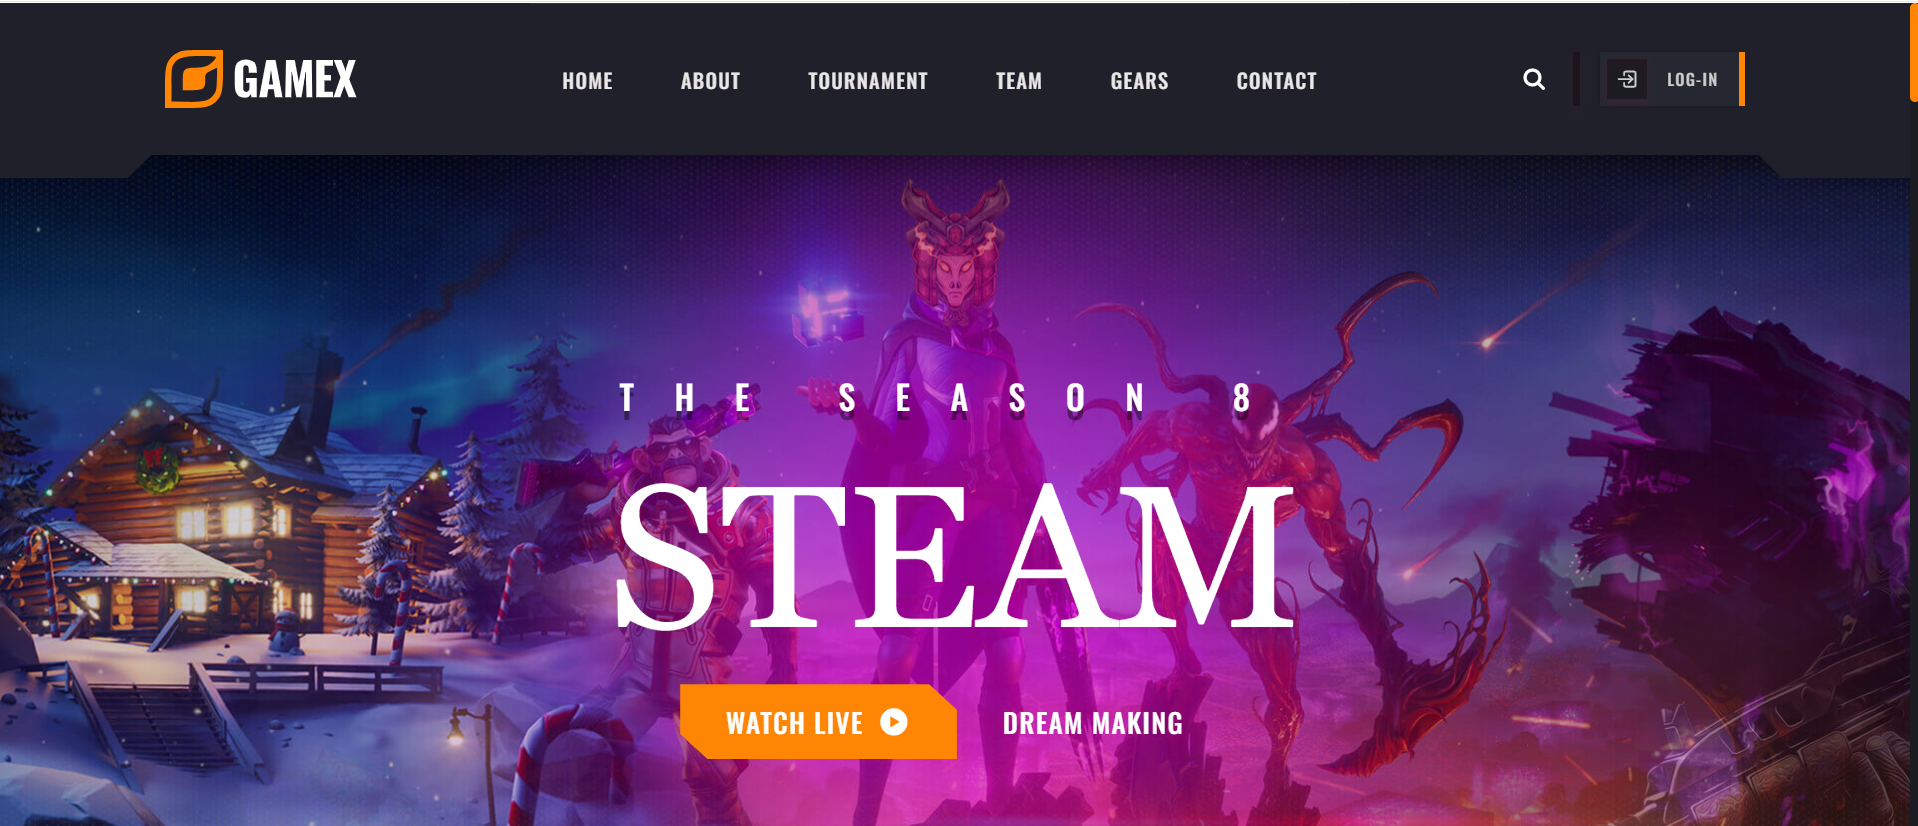 GAMEX
HOME ABOUT TOURNAMENT TEAM GEARS CONTACT
LOG-IN
THE SEASON 8
STEAM
WATCH LIVE
DREAM MAKING